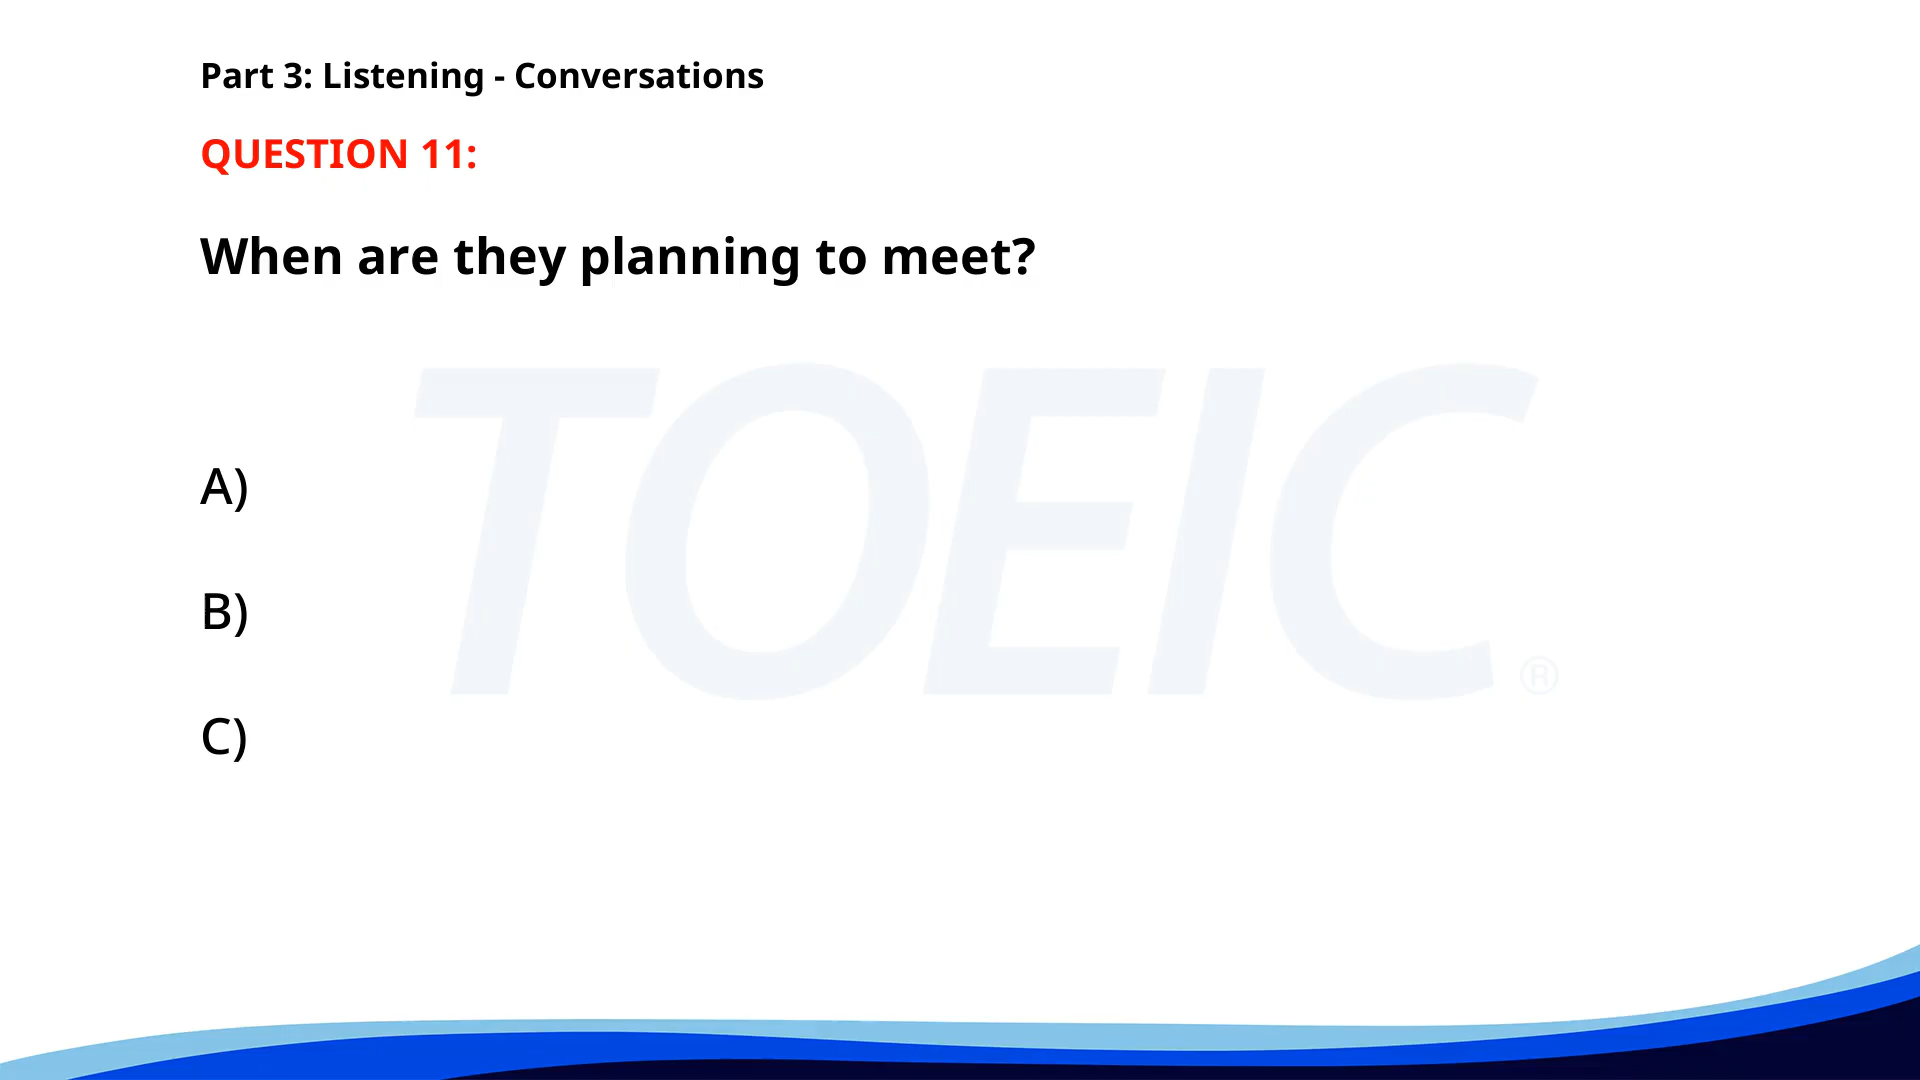 Part 3: Listening - Conversations
QUESTION 11:
When are they planning to meet?
TOEIC®
A)
B)
C)